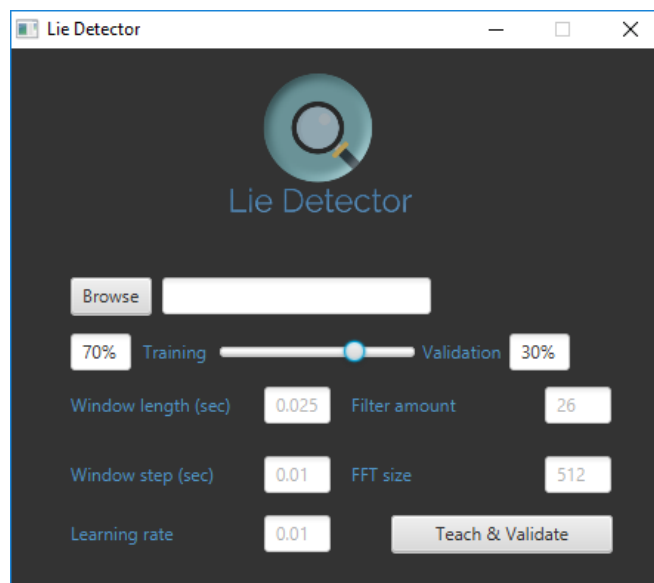 Lie Detector
Lie Detector
Browse
70% Training Validation 30%
Window length (sec) 0.025 Filter amount 26
Window step (sec) 0.01 FFT size 512
Learning rate 0.01 Teach & Validate